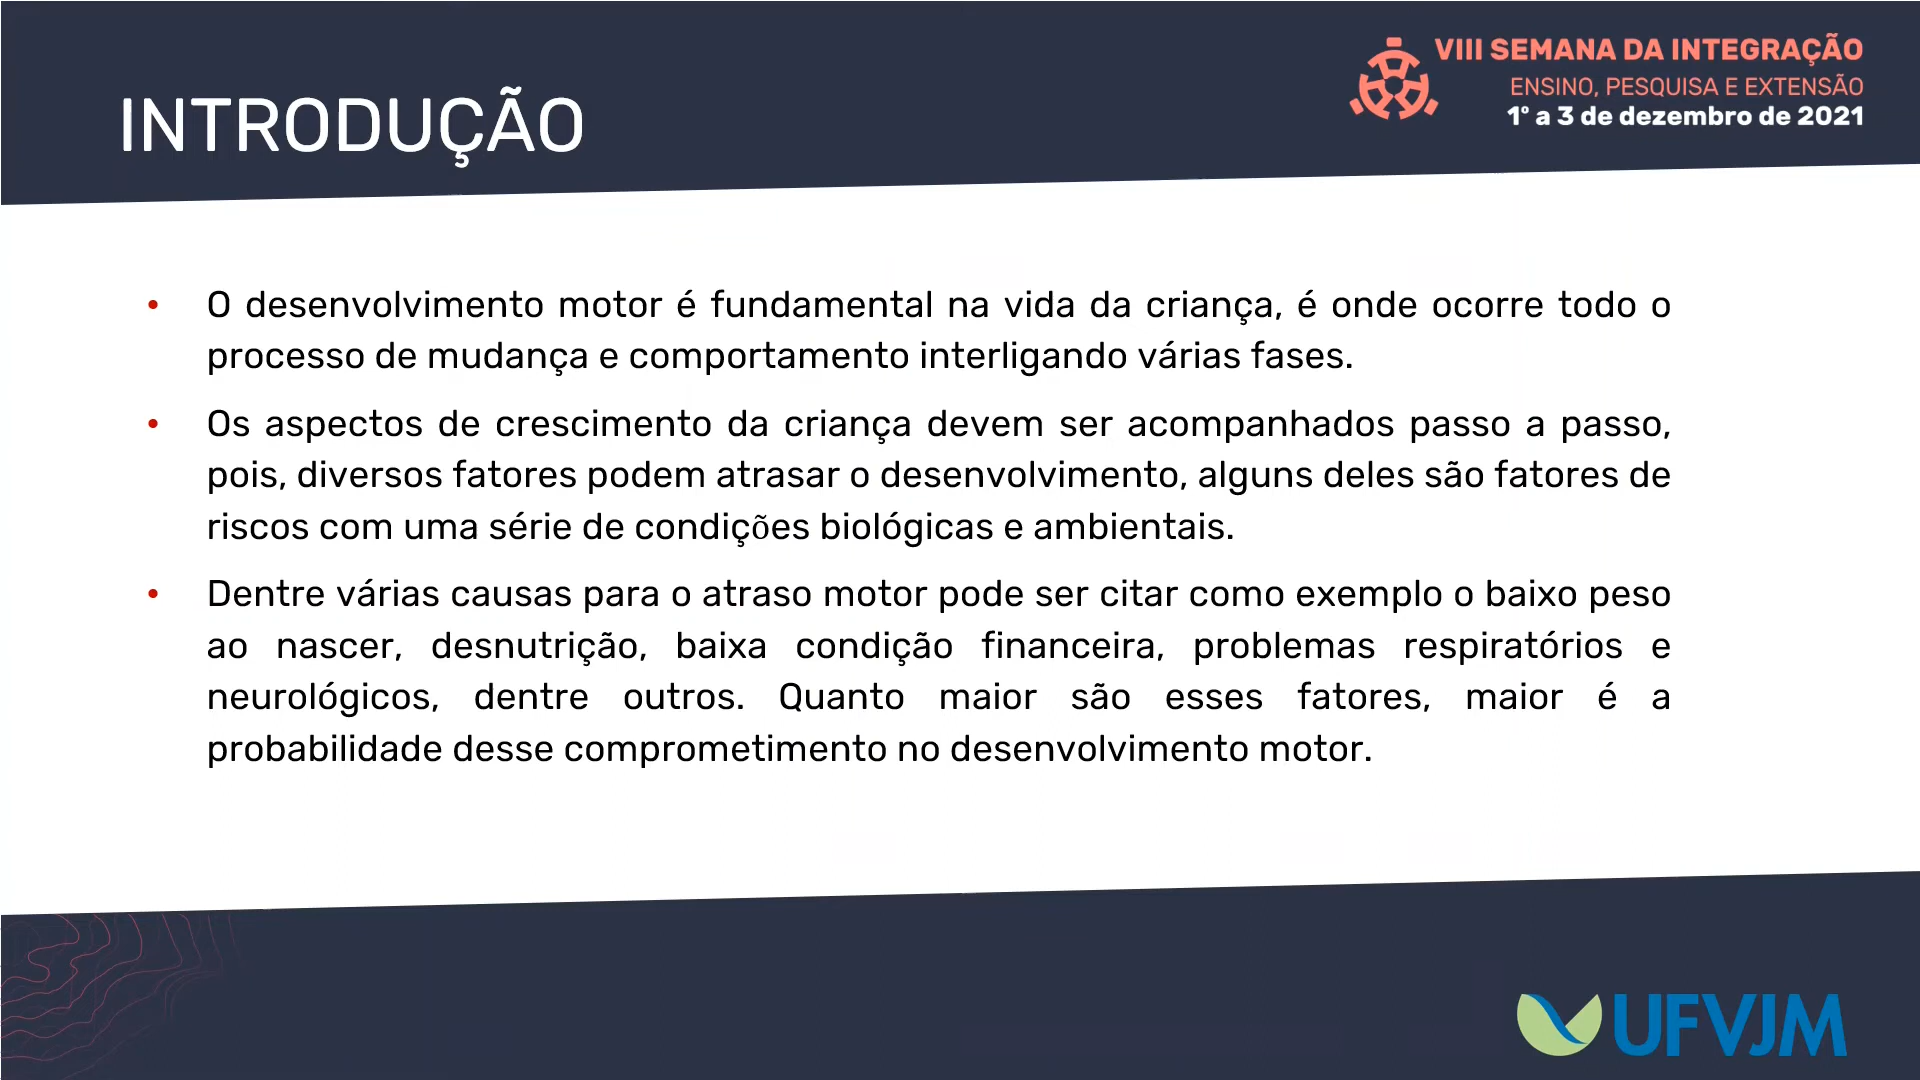 VIII SEMANA DA INTEGRAÇÃO
ENSINO, PESQUISA E EXTENSÃO
1º a 3 de dezembro de 2021
INTRODUÇÃO
• O desenvolvimento motor é fundamental na vida da criança, é onde ocorre todo o
processo de mudança e comportamento interligando várias fases.
• Os aspectos de crescimento da criança devem ser acompanhados passo a passo,
pois, diversos fatores podem atrasar o desenvolvimento, alguns deles são fatores de
riscos com uma série de condições biológicas e ambientais.
• Dentre várias causas para o atraso motor pode ser citar como exemplo o baixo peso
ao nascer, desnutrição, baixa condição financeira, problemas respiratórios e
neurológicos, dentre outros. Quanto maior são esses fatores, maior é a
probabilidade desse comprometimento no desenvolvimento motor.
UFVJM